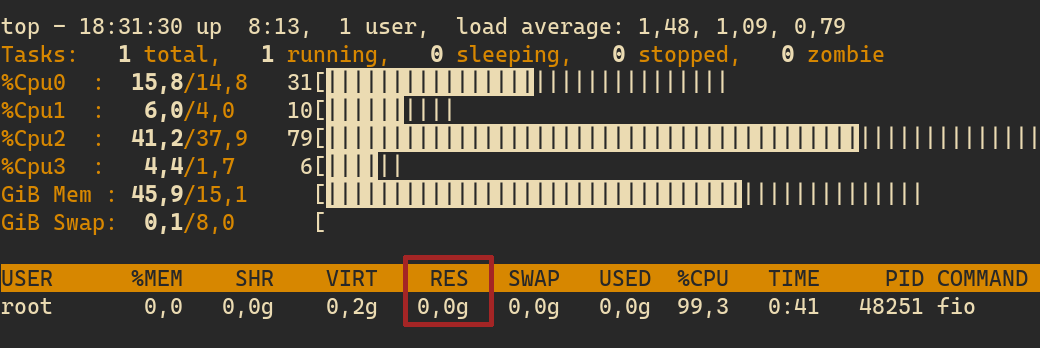 top - 18:31:30 up  8:13,  1 user,  load average: 1,48, 1,09, 0,79
Tasks:   1 total,   1 running,   0 sleeping,   0 stopped,   0 zombie
%Cpu0  :  15,8/14,8   31[||||||||||||||||||||||||||||||
%Cpu1  :   6,0/4,0    10[||||||||||
%Cpu2  :  41,2/37,9   79[|||||||||||||||||||||||||||||||||||||||||||||||||||||||
%Cpu3  :   4,4/1,7     6[||||||
GiB Mem :  45,9/15,1     [||||||||||||||||||||||||||||||||||||||||||||||
GiB Swap:   0,1/8,0      [
USER      %MEM    SHR    VIRT    RES   SWAP   USED  %CPU   TIME     PID COMMAND
root       0,0   0,0g    0,2g   0,0g   0,0g   0,0g  99,3   0:41   48251 fio